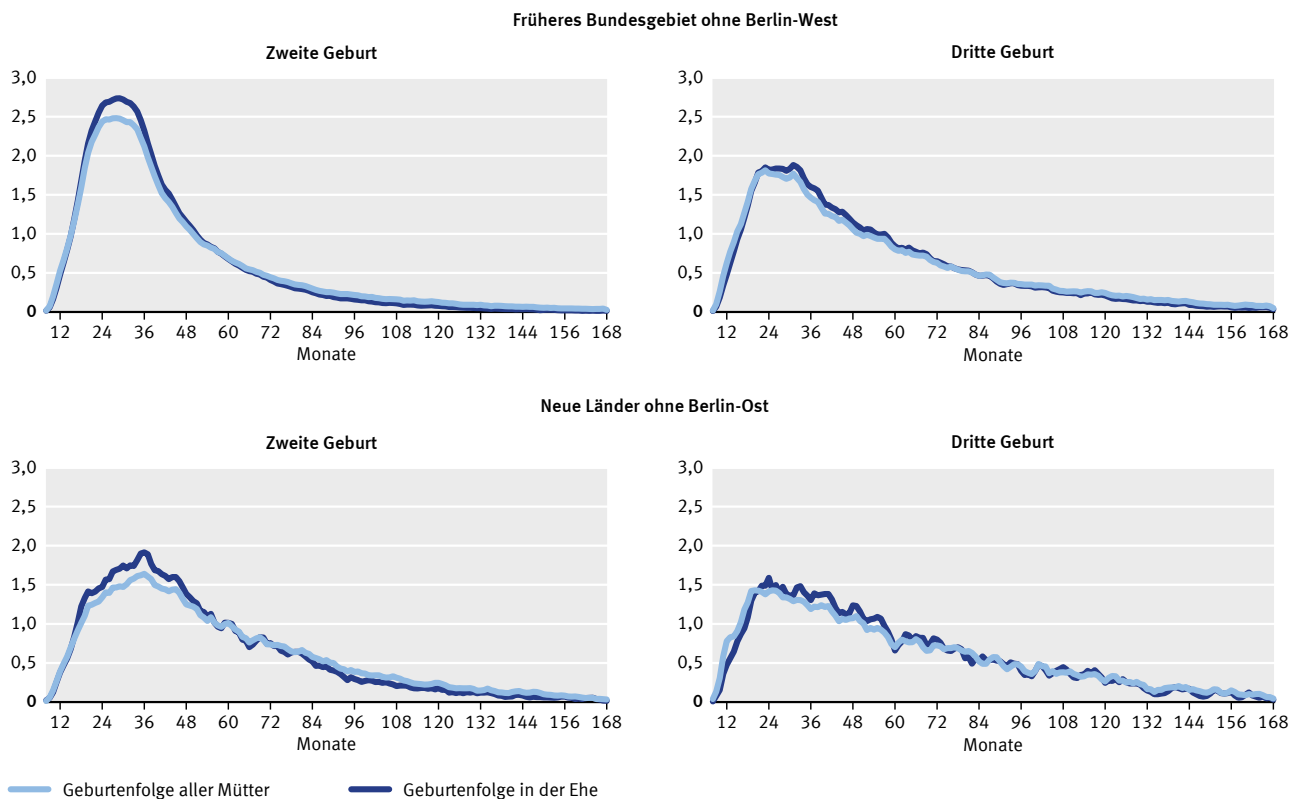 Früheres Bundesgebiet ohne Berlin-West
Zweite Geburt
3,0
2,5
2,0
1,5
1,0
0,5
0
12 24 36 48 60 72 84 96 108 120 132 144 156 168
Monate
Dritte Geburt
3,0
2,5
2,0
1,5
1,0
0,5
0
12 24 36 48 60 72 84 96 108 120 132 144 156 168
Monate
Neue Länder ohne Berlin-Ost
Zweite Geburt
3,0
2,5
2,0
1,5
1,0
0,5
0
12 24 36 48 60 72 84 96 108 120 132 144 156 168
Monate
Dritte Geburt
3,0
2,5
2,0
1,5
1,0
0,5
0
12 24 36 48 60 72 84 96 108 120 132 144 156 168
Monate
Geburtenfolge aller Mütter
Geburtenfolge in der Ehe